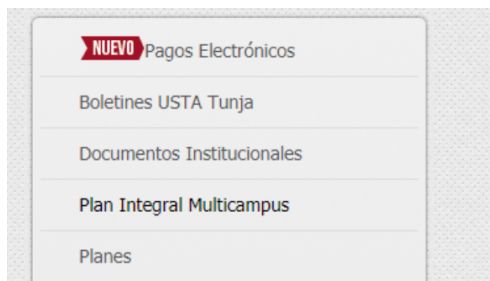 NUEVO Pagos Electrónicos
Boletines USTA Tunja
Documentos Institucionales
Plan Integral Multicampus
Planes